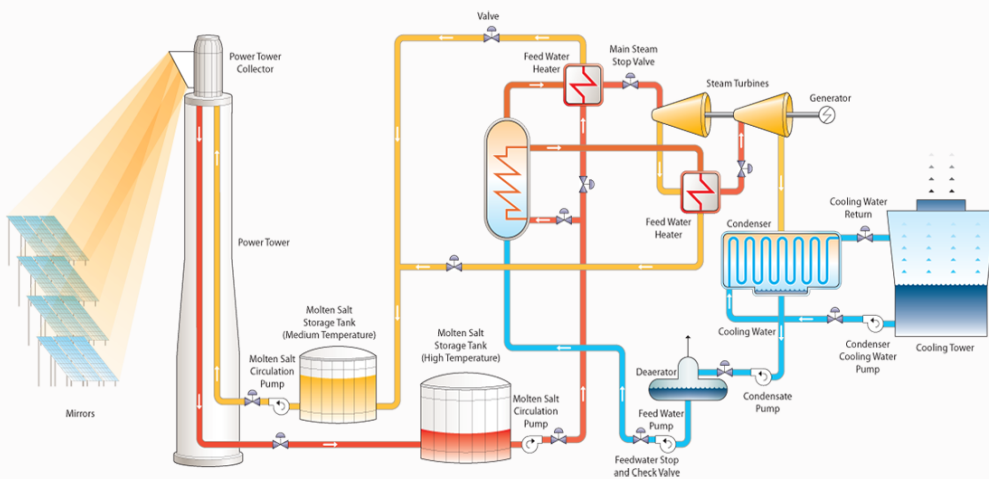 Valve
Power Tower
Collector
Feed Water
Heater
Main Steam
Stop Valve
Steam Turbines
Generator
Feed Water
Heater
Condenser
Cooling Water
Return
Power Tower
Molten Salt
Storage Tank
(Medium Temperature)
Molten Salt
Storage Tank
(High Temperature)
Molten Salt
Circulation
Pump
Mirrors
Molten Salt
Circulation
Pump
Deaerator
Feed Water
Pump
Feedwater Stop
and Check Valve
Condensate
Pump
Cooling Water
Condenser
Cooling Water
Pump
Cooling Tower